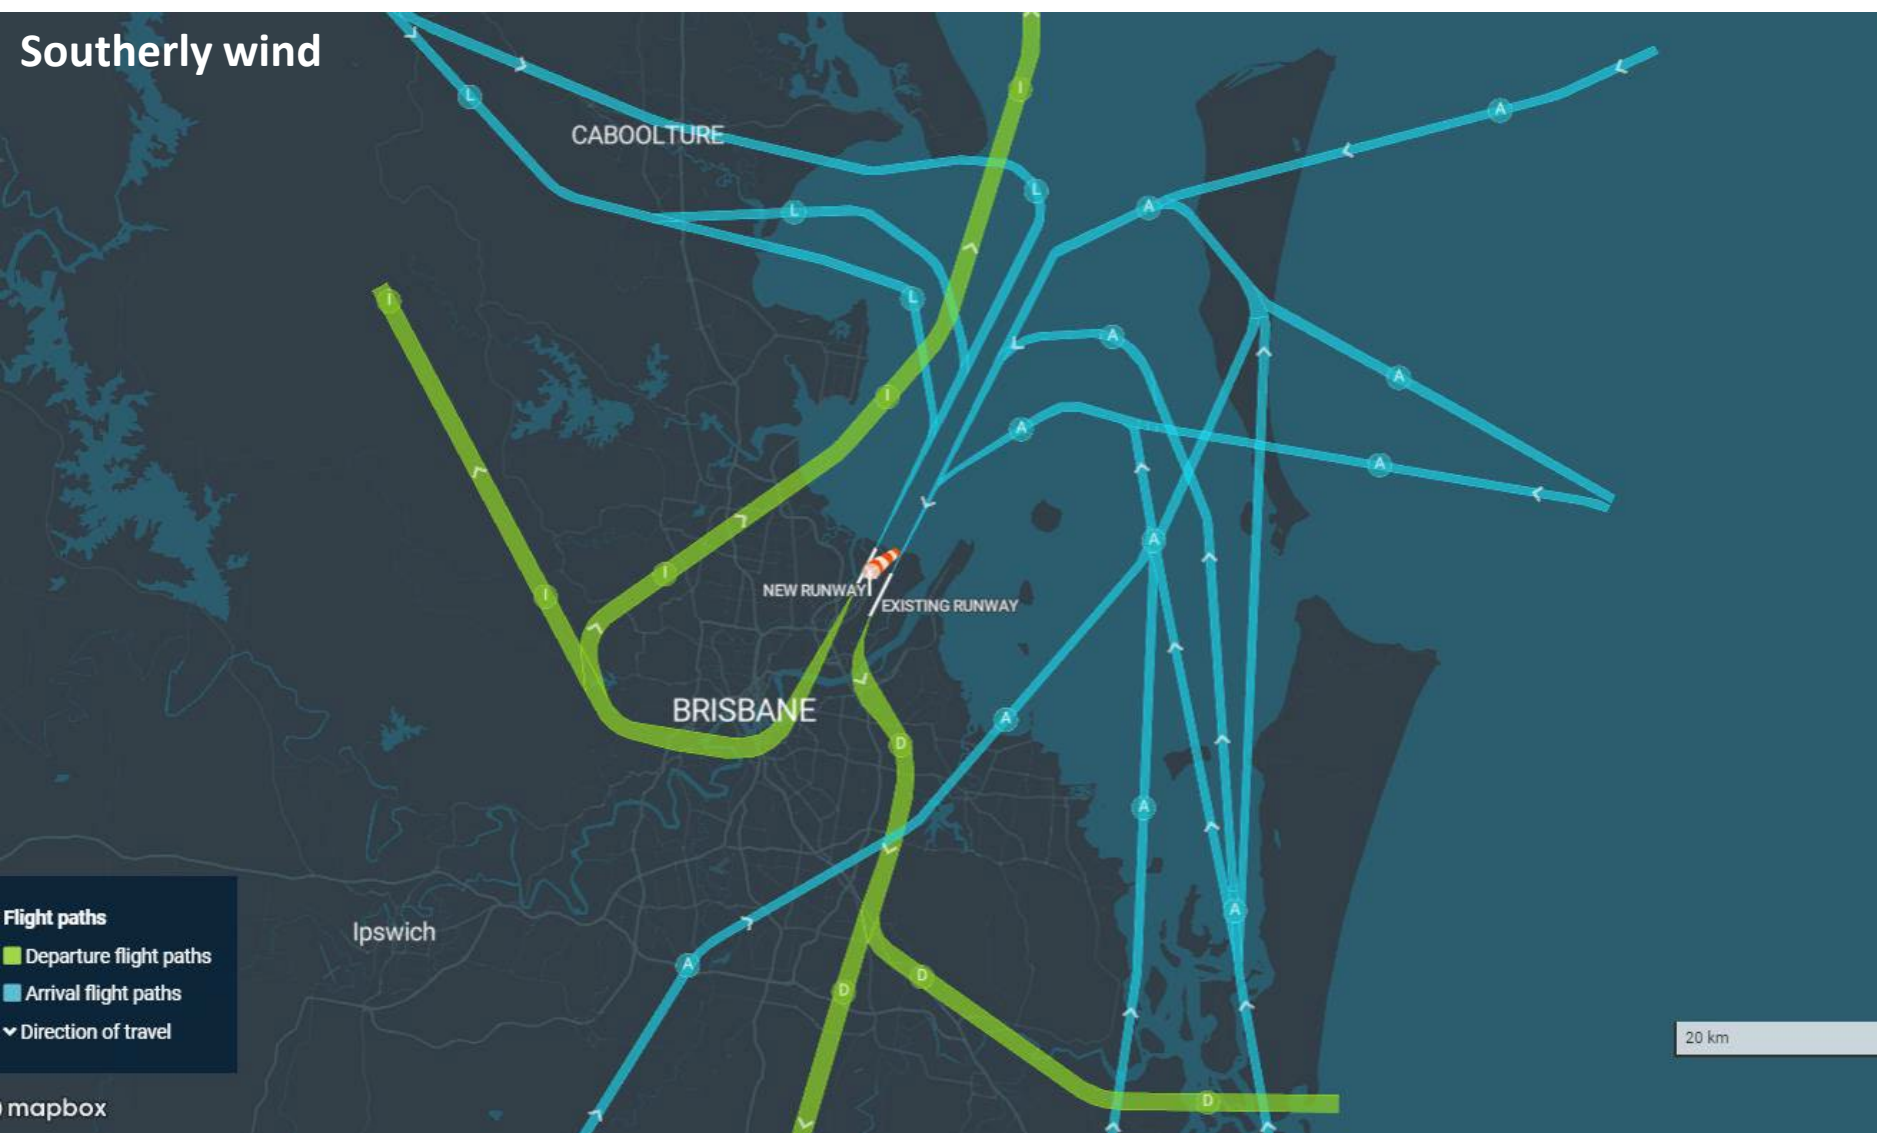 Southerly wind
I
L
CABOOLTURE
A
L
L
A
I
L
A
I
A
A
A
A
I
I
A
NEW RUNWAY
EXISTING RUNWAY
BRISBANE
A
D
A
Flight paths
Departure flight paths
Arrival flight paths
Direction of travel
Ipswich
A
A
D
D
20 km
D
mapbox